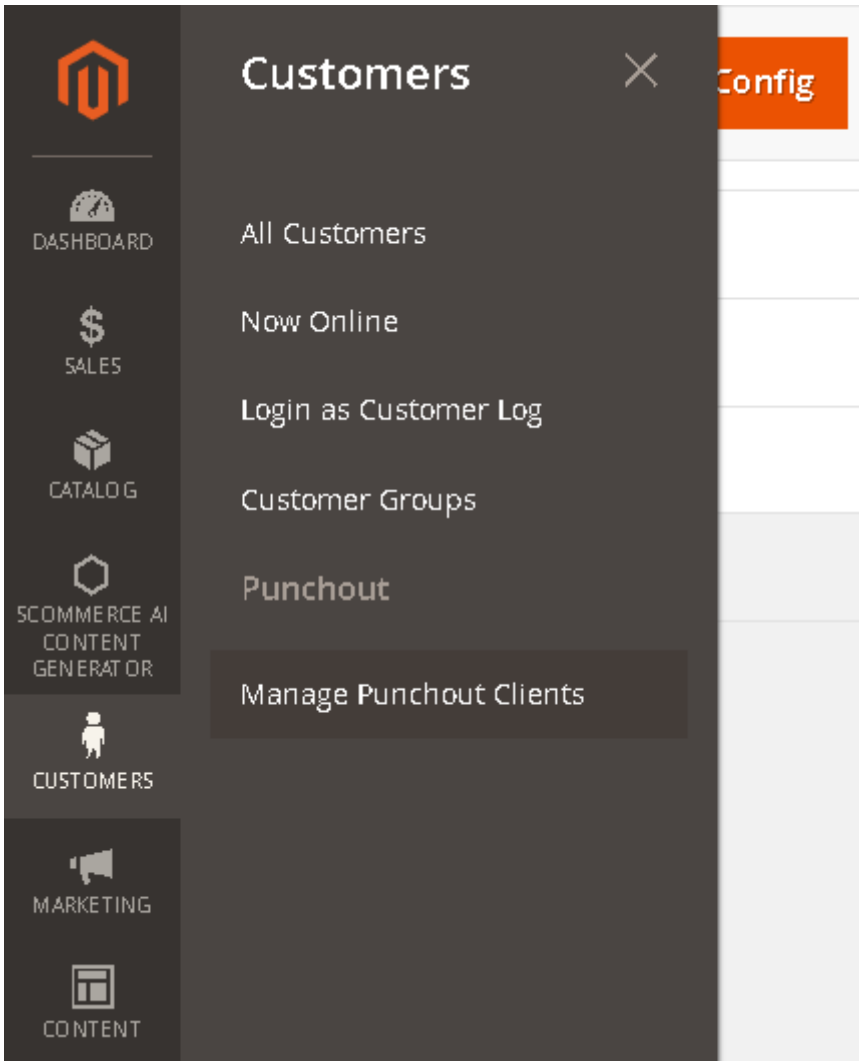 Customers
Config
DASHBOARD
SALES
CATALOG
SCOMMERCE AI
CONTENT
GENERATOR
CUSTOMERS
MARKETING
CONTENT
All Customers
Now Online
Login as Customer Log
Customer Groups
Punchout
Manage Punchout Clients